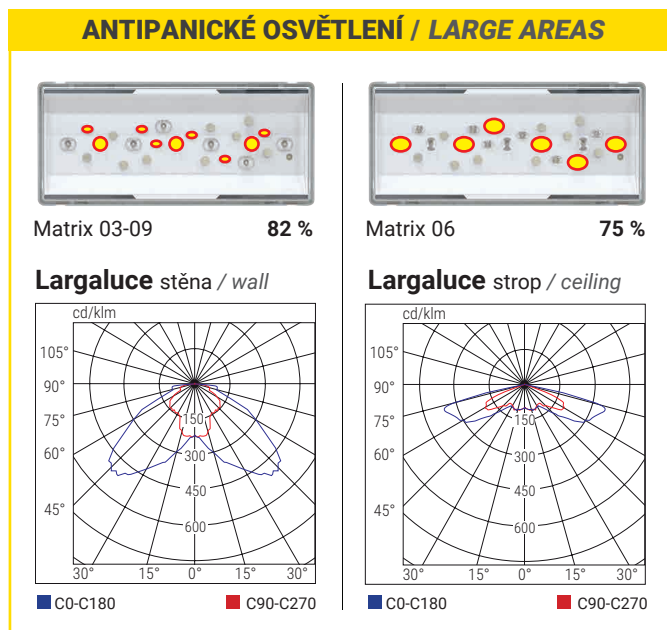 ANTIPANICKÉ OSVĚTLENÍ / LARGE AREAS
Matrix 03-09 82 %
Largaluce stěna / wall
cd/klm
105°
90°
75°
60°
45°
30° 15° 0° 15° 30°
150
300
450
600
C0-C180 C90-C270
Matrix 06 75 %
Largaluce strop / ceiling
cd/klm
105°
90°
75°
60°
45°
30° 15° 0° 15° 30°
150
300
450
600
C0-C180 C90-C270